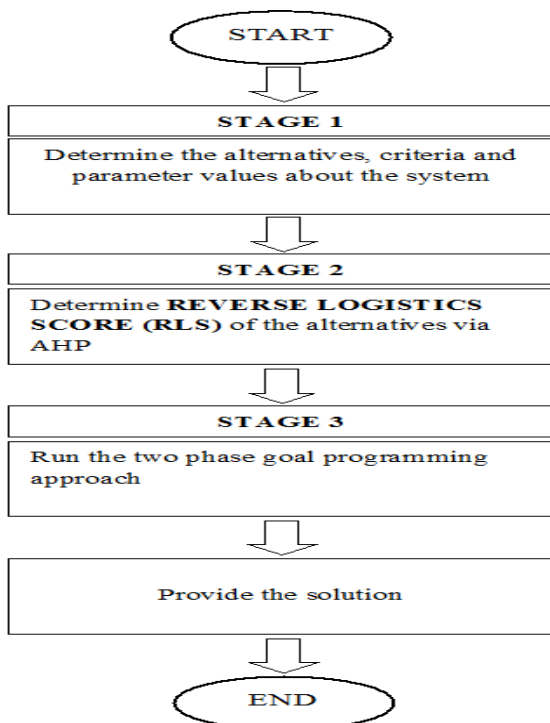 START
STAGE 1
Determine the alternatives, criteria and
parameter values about the system
STAGE 2
Determine REVERSE LOGISTICS
SCORE (RLS) of the alternatives via
AHP
STAGE 3
Run the two phase goal programming
approach
Provide the solution
END